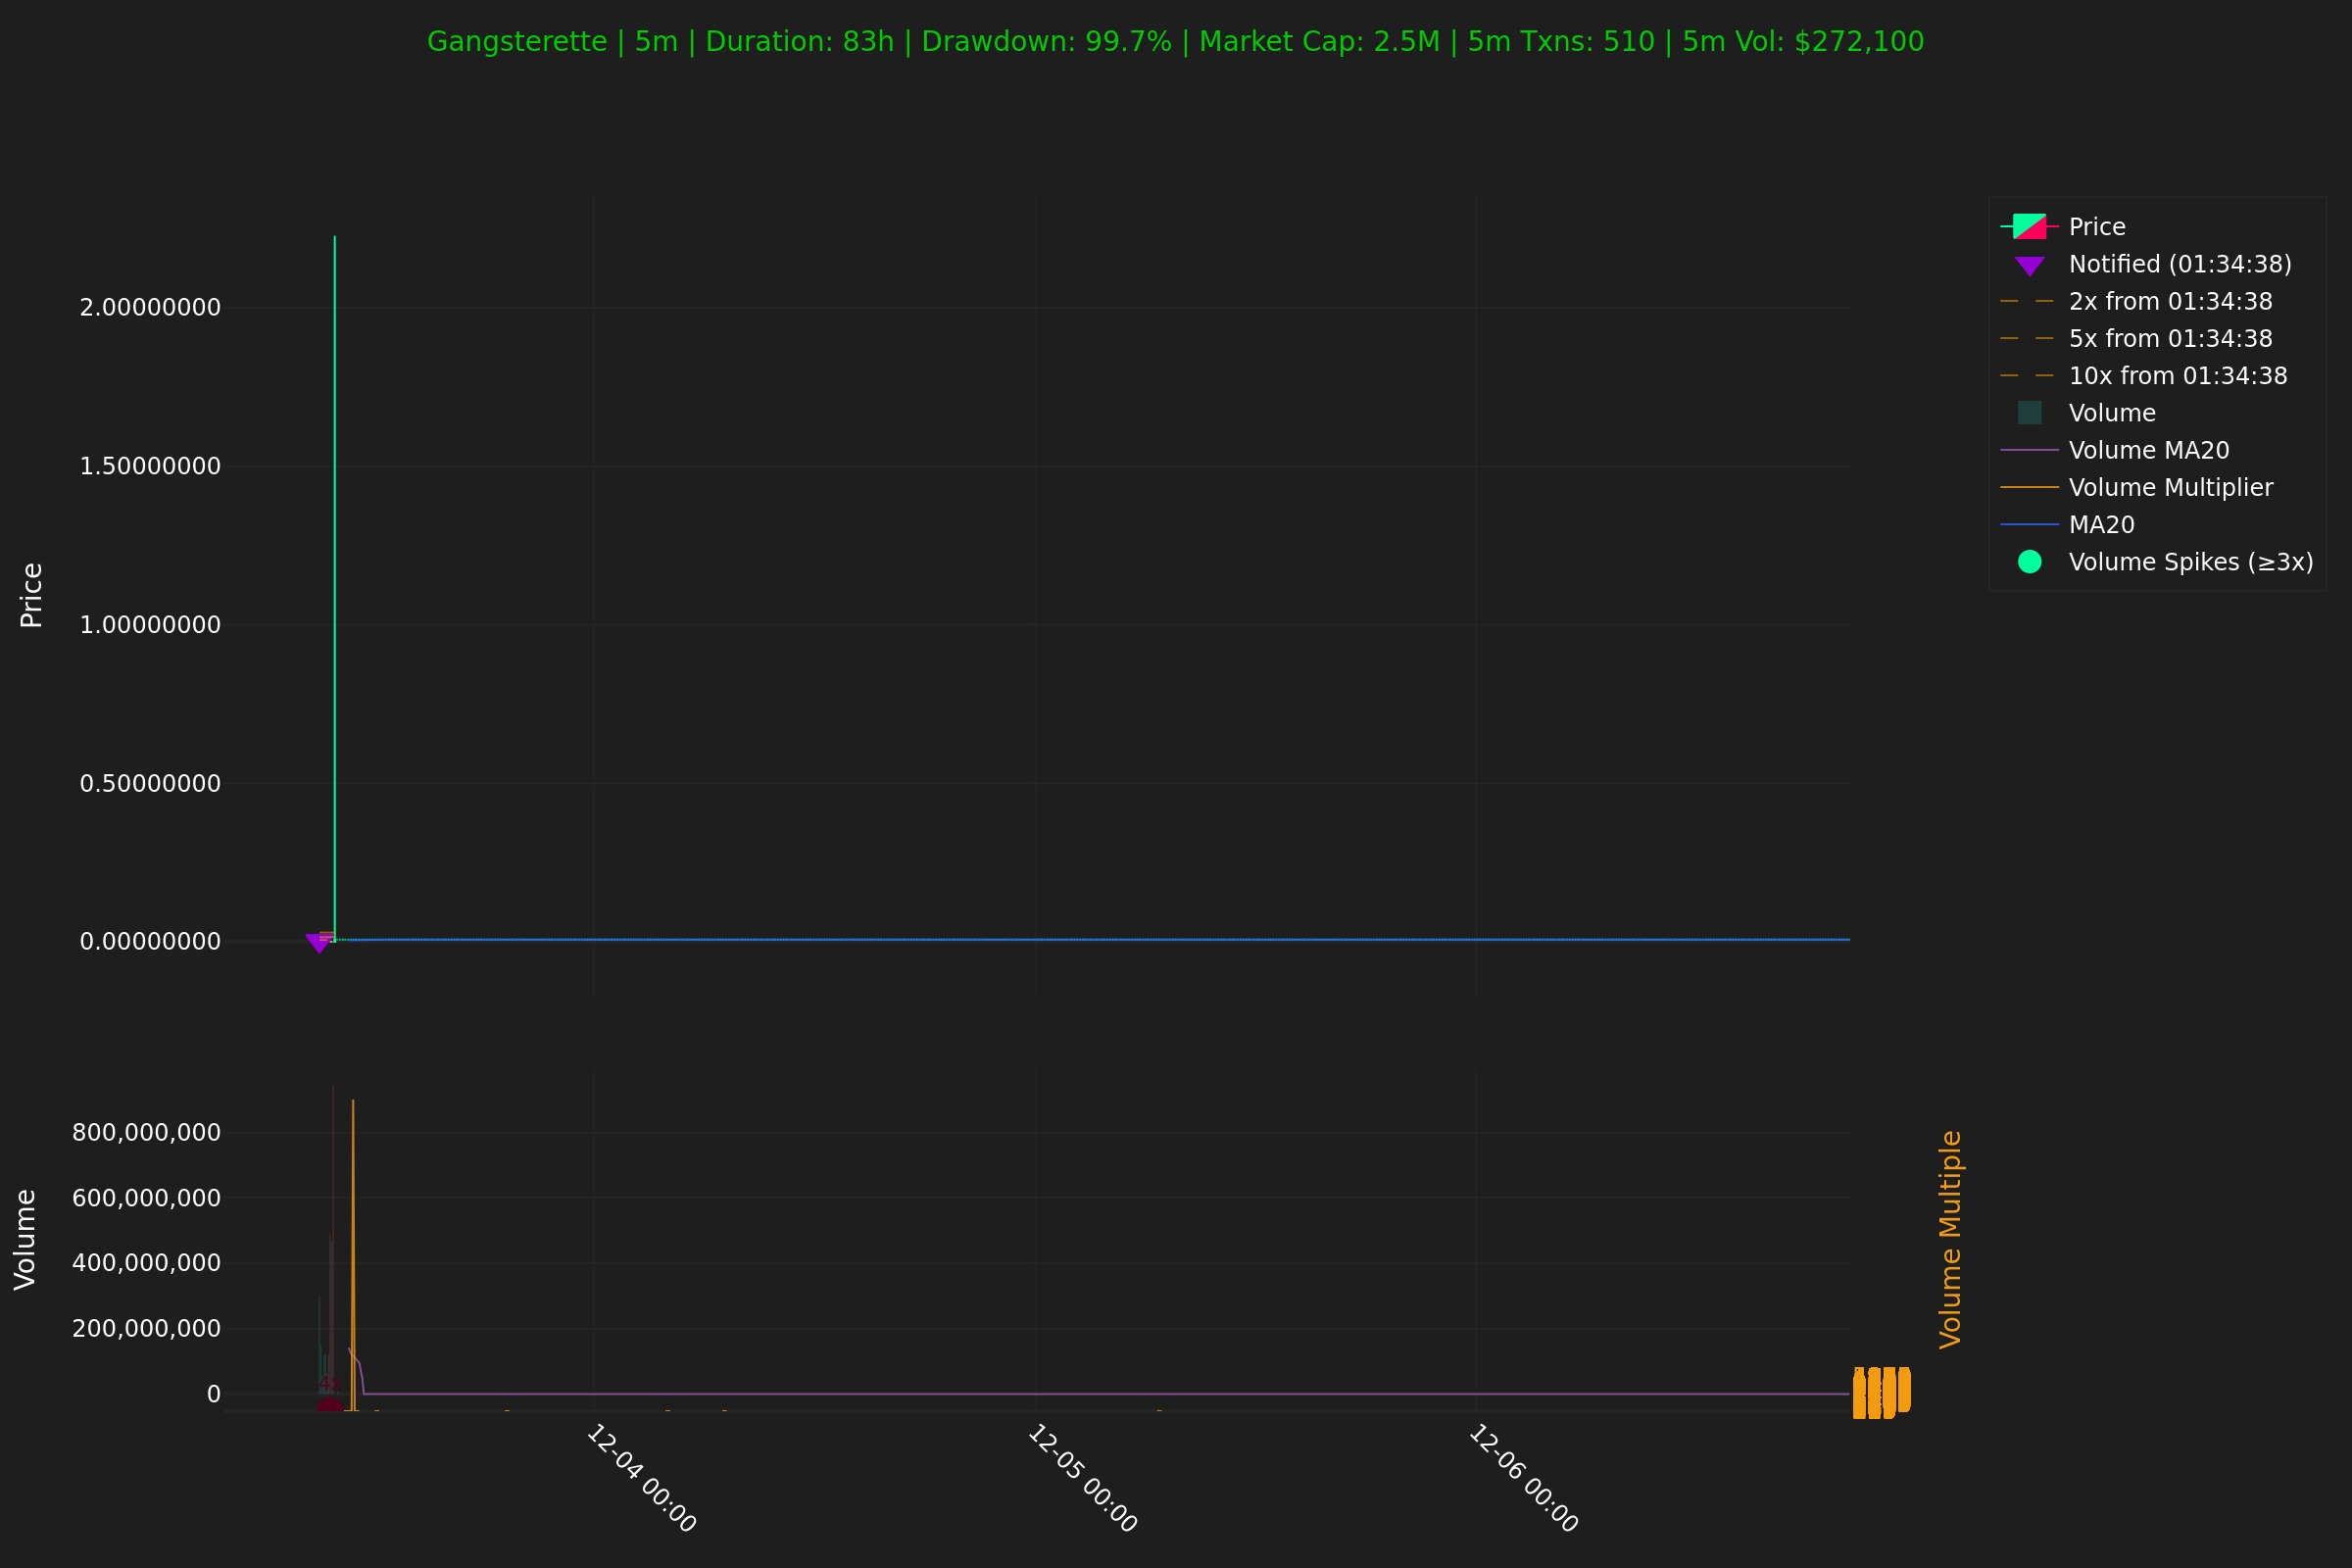 Gangsterette | 5m | Duration: 83h | Drawdown: 99.7% | Market Cap: 2.5M | 5m Txns: 510 | 5m Vol: $272,100
Price
2.00000000
1.50000000
1.00000000
0.50000000
0.00000000
Price
Notified (01:34:38)
2x from 01:34:38
5x from 01:34:38
10x from 01:34:38
Volume
Volume MA20
Volume Multiplier
MA20
Volume Spikes (≥3x)
Volume
800,000,000
600,000,000
400,000,000
200,000,000
0
Volume Multiple
12-04 00:00
12-05 00:00
12-06 00:00